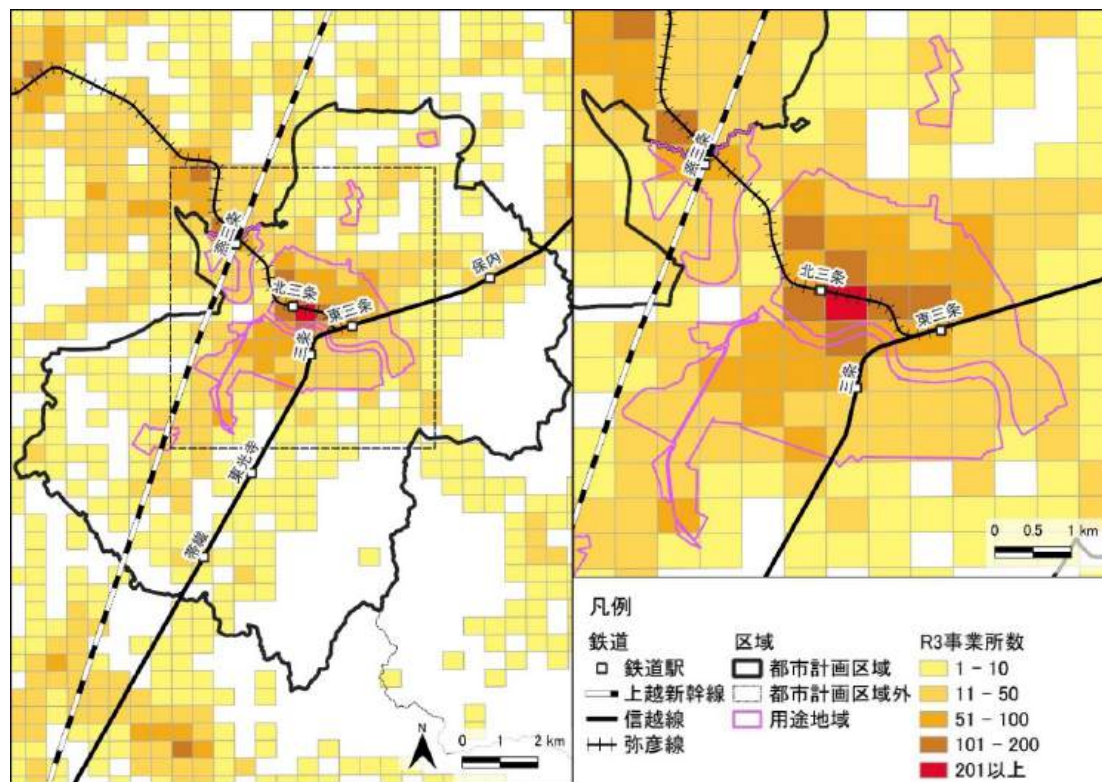 燕三条
北三条
東三条
保内
三条
東光寺
帯織
0 1 2 km
燕三条
北三条
東三条
三条
0 0.5 1 km
凡例
鉄道
鉄道駅
上越新幹線
信越線
弥彦線
区域
都市計画区域
都市計画区域外
用途地域
R3事業所数
1 - 10
11 - 50
51 - 100
101 - 200
201以上